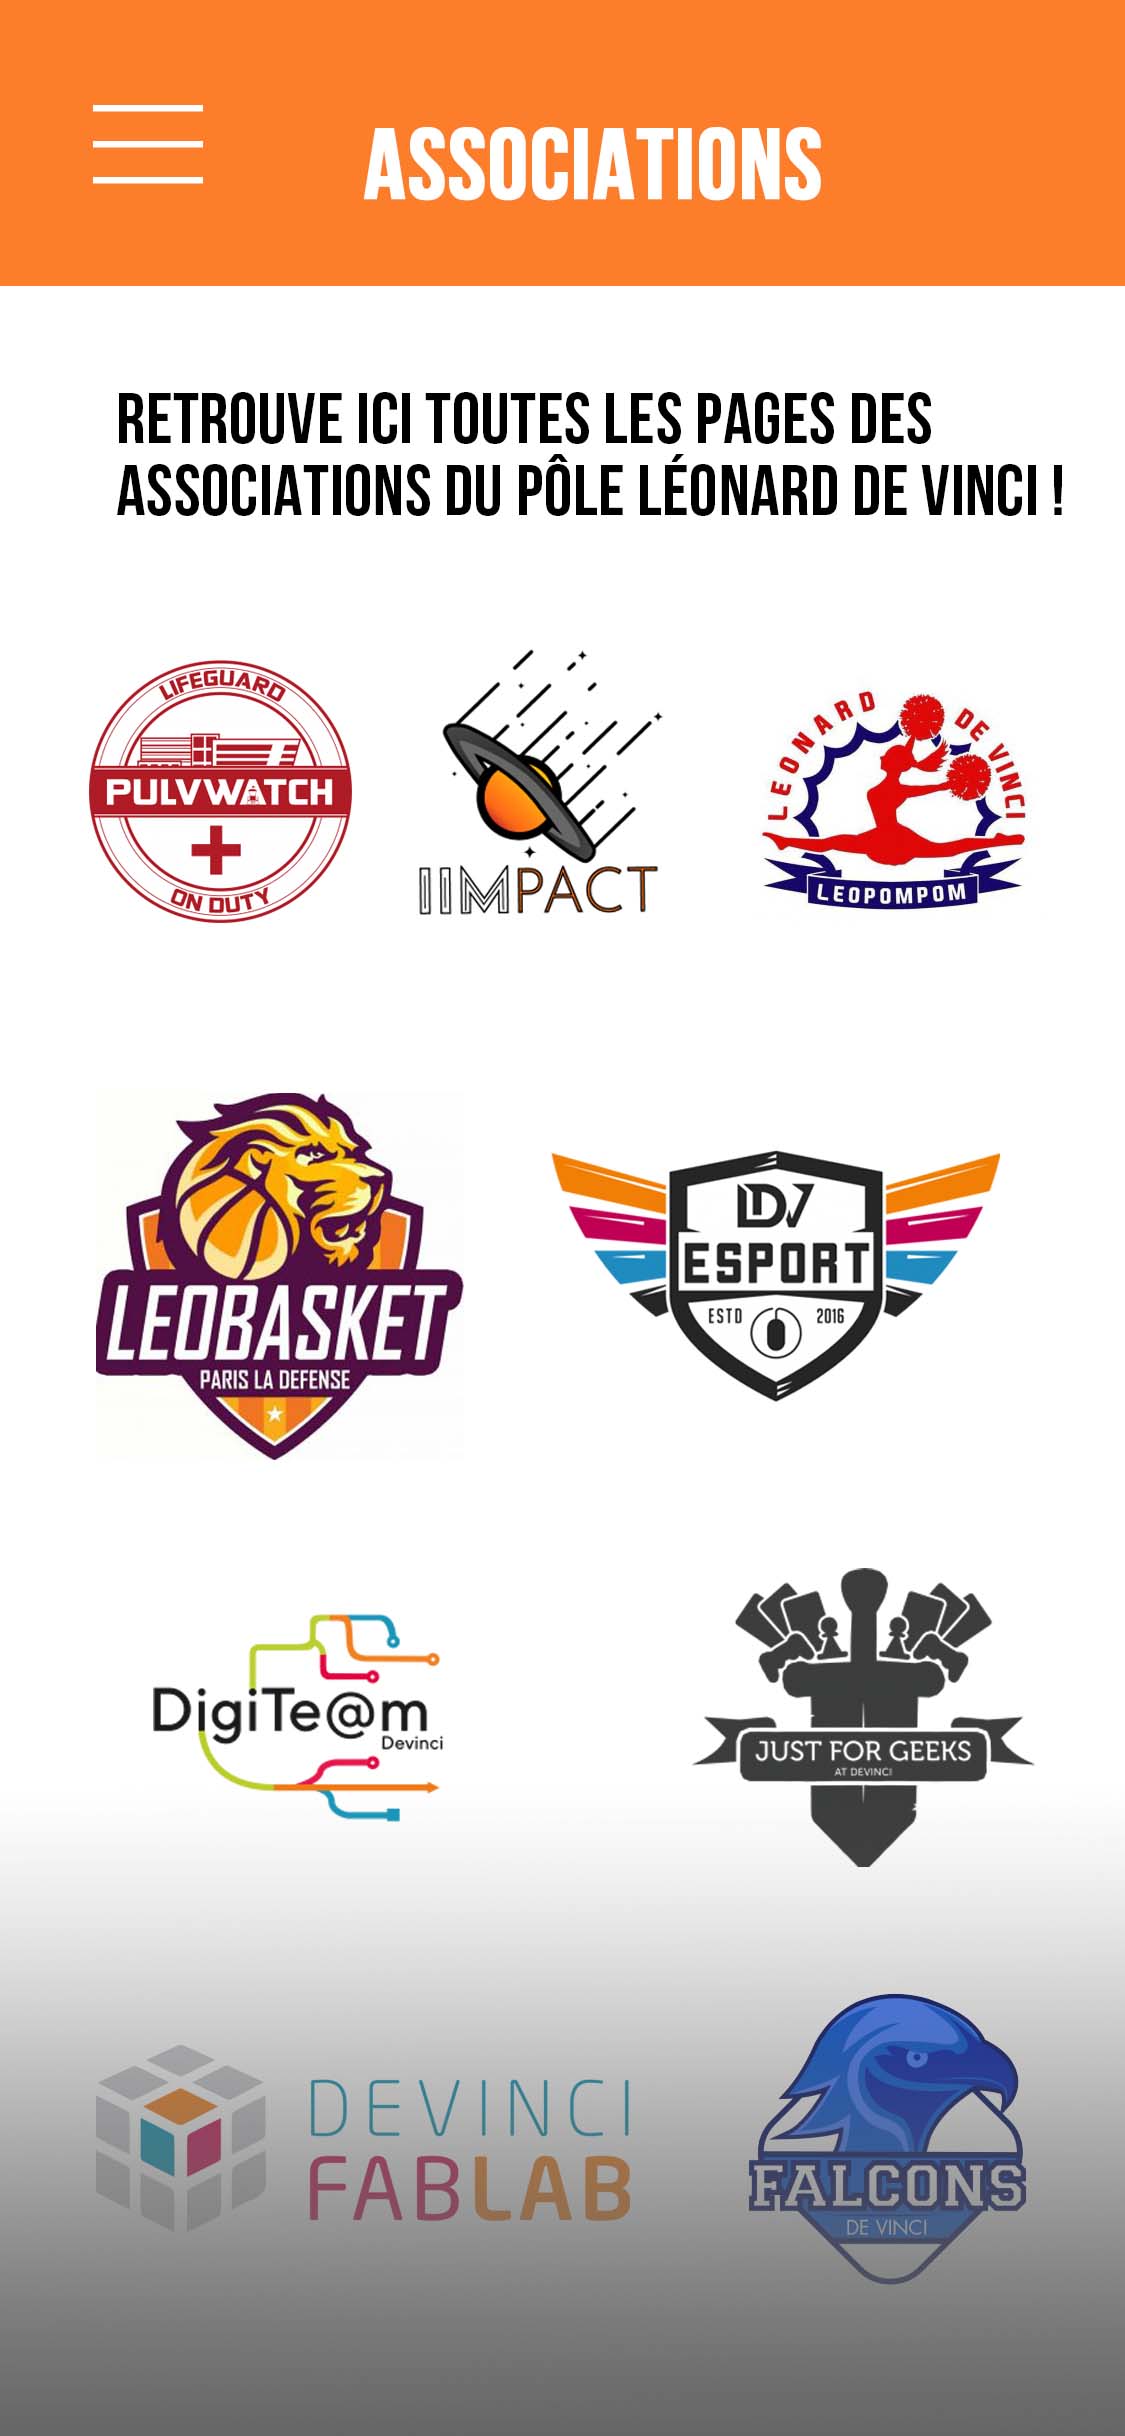 ASSOCIATIONS
RETROUVE ICI TOUTES LES PAGES DES
ASSOCIATIONS DU PÔLE LÉONARD DE VINCI !
LIFEGUARD
PULVWATCH
ON DUTY
IIMPACT
LEONARD DE VINCI
LEOPOMPOM
LEOBASKET
PARIS LA DEFENSE
LDV
ESPORT
ESTD 2016
DigiTe@m
Devinci
JUST FOR GEEKS
AT DEVINCI
DEVINCI
FABLAB
FALCONS
DE VINCI